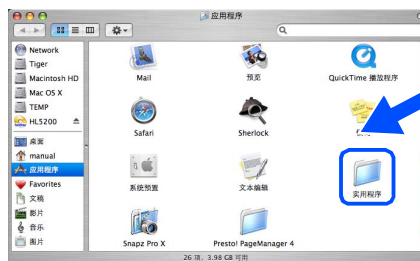 应用程序
Network
Tiger
Macintosh HD
Mac OS X
TEMP
HL5200
桌面
manual
应用程序
Favorites
文稿
影片
音乐
图片
Mail
预览
QuickTime 播放程序
Safari
Sherlock
系统预置
文本编辑
实用程序
Snapz Pro X
Presto! PageManager 4
26 项，3.98 GB 可用